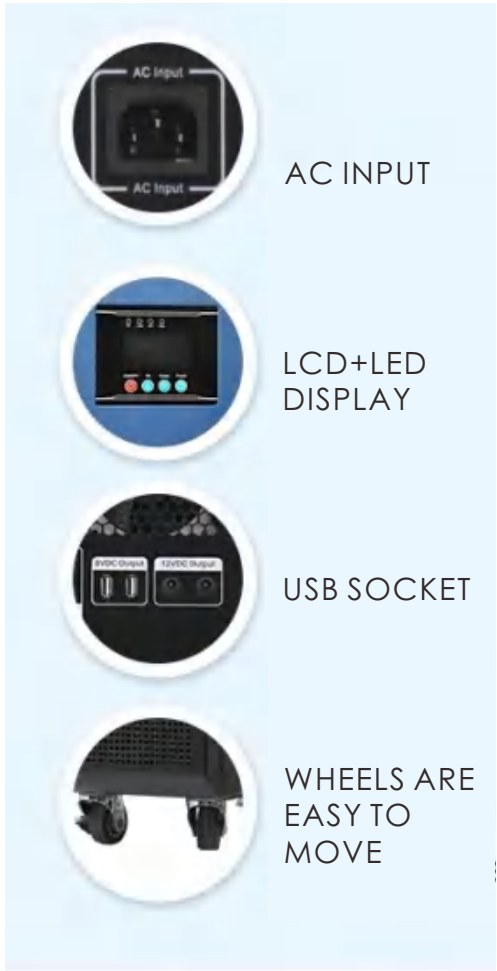 AC Input
AC Input
AC INPUT
LCD+LED
DISPLAY
5VDC Output
12VDC Output
USB SOCKET
WHEELS ARE
EASY TO
MOVE